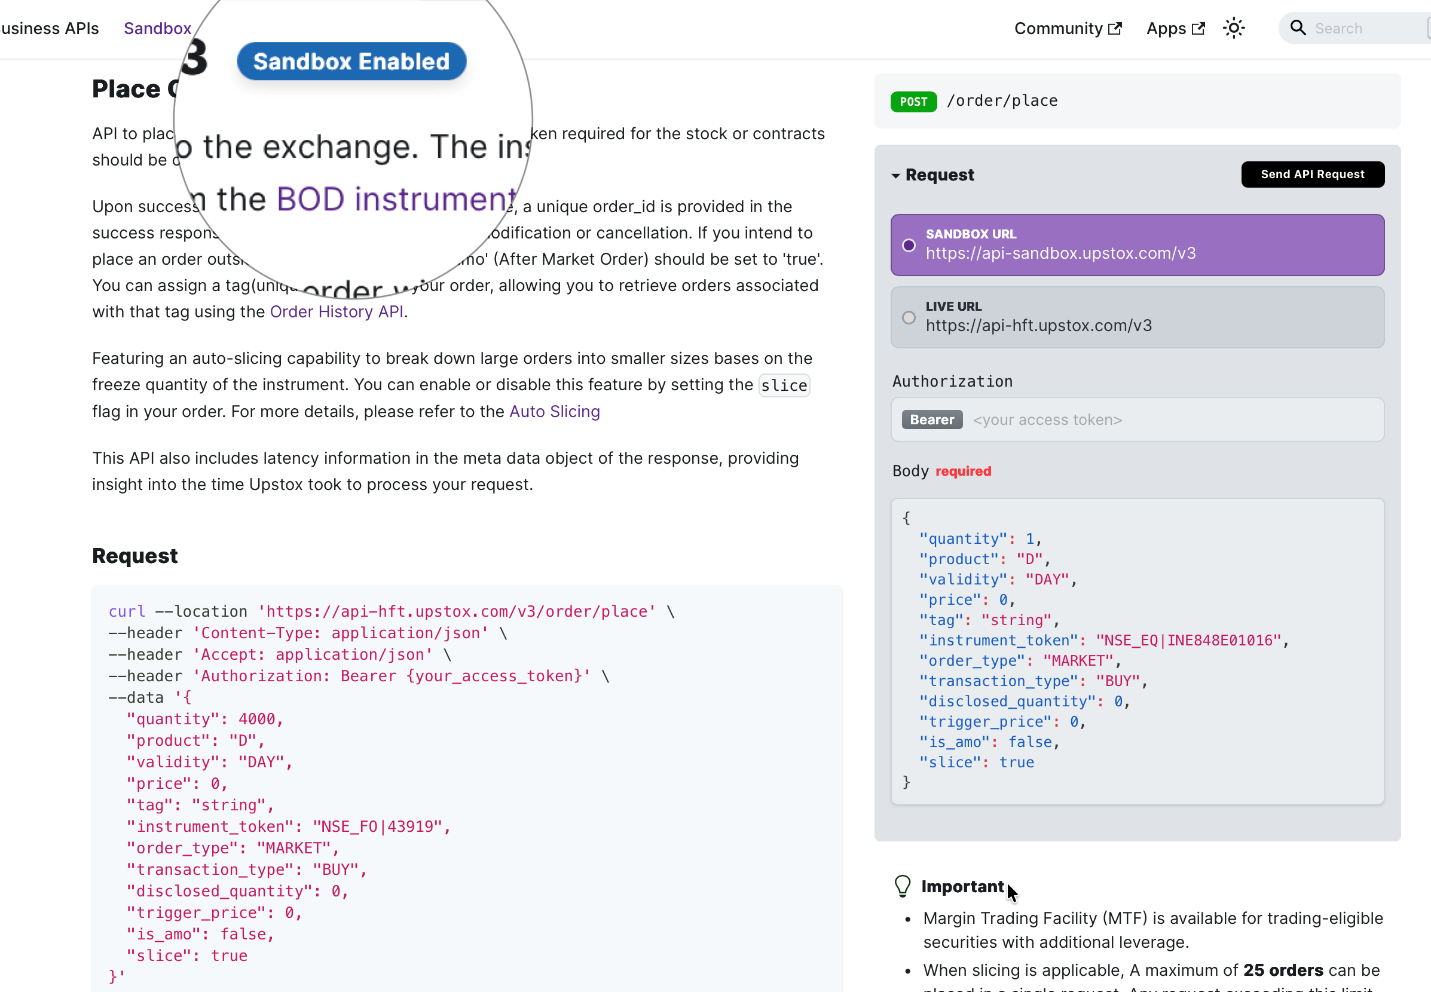 usiness APIs Sandbox Community Apps Search
3 Sandbox Enabled
Place
API to plac
ken required for the stock or contracts
should be
o the exchange. The ins
the BOD instrument
Upon success
, a unique order_id is provided in the
success respons
odification or cancellation. If you intend to
place an order outsi
mo' (After Market Order) should be set to 'true'.
You can assign a tag(uniqu
order w
your order, allowing you to retrieve orders associated
with that tag using the Order History API.
Featuring an auto-slicing capability to break down large orders into smaller sizes bases on the
freeze quantity of the instrument. You can enable or disable this feature by setting the slice
flag in your order. For more details, please refer to the Auto Slicing
This API also includes latency information in the meta data object of the response, providing
insight into the time Upstox took to process your request.
Request
curl --location 'https://api-hft.upstox.com/v3/order/place' \
--header 'Content-Type: application/json' \
--header 'Accept: application/json' \
--header 'Authorization: Bearer {your_access_token}' \
--data '{
"quantity": 4000,
"product": "D",
"validity": "DAY",
"price": 0,
"tag": "string",
"instrument_token": "NSE_FO|43919",
"order_type": "MARKET",
"transaction_type": "BUY",
"disclosed_quantity": 0,
"trigger_price": 0,
"is_amo": false,
"slice": true
}'
POST /order/place
Request Send API Request
SANDBOX URL
https://api-sandbox.upstox.com/v3
LIVE URL
https://api-hft.upstox.com/v3
Authorization
Bearer <your access token>
Body required
{
"quantity": 1,
"product": "D",
"validity": "DAY",
"price": 0,
"tag": "string",
"instrument_token": "NSE_EQ|INE848E01016",
"order_type": "MARKET",
"transaction_type": "BUY",
"disclosed_quantity": 0,
"trigger_price": 0,
"is_amo": false,
"slice": true
}
Important
• Margin Trading Facility (MTF) is available for trading-eligible
securities with additional leverage.
• When slicing is applicable, A maximum of 25 orders can be
placed in a single request. Any request exceeding this limit